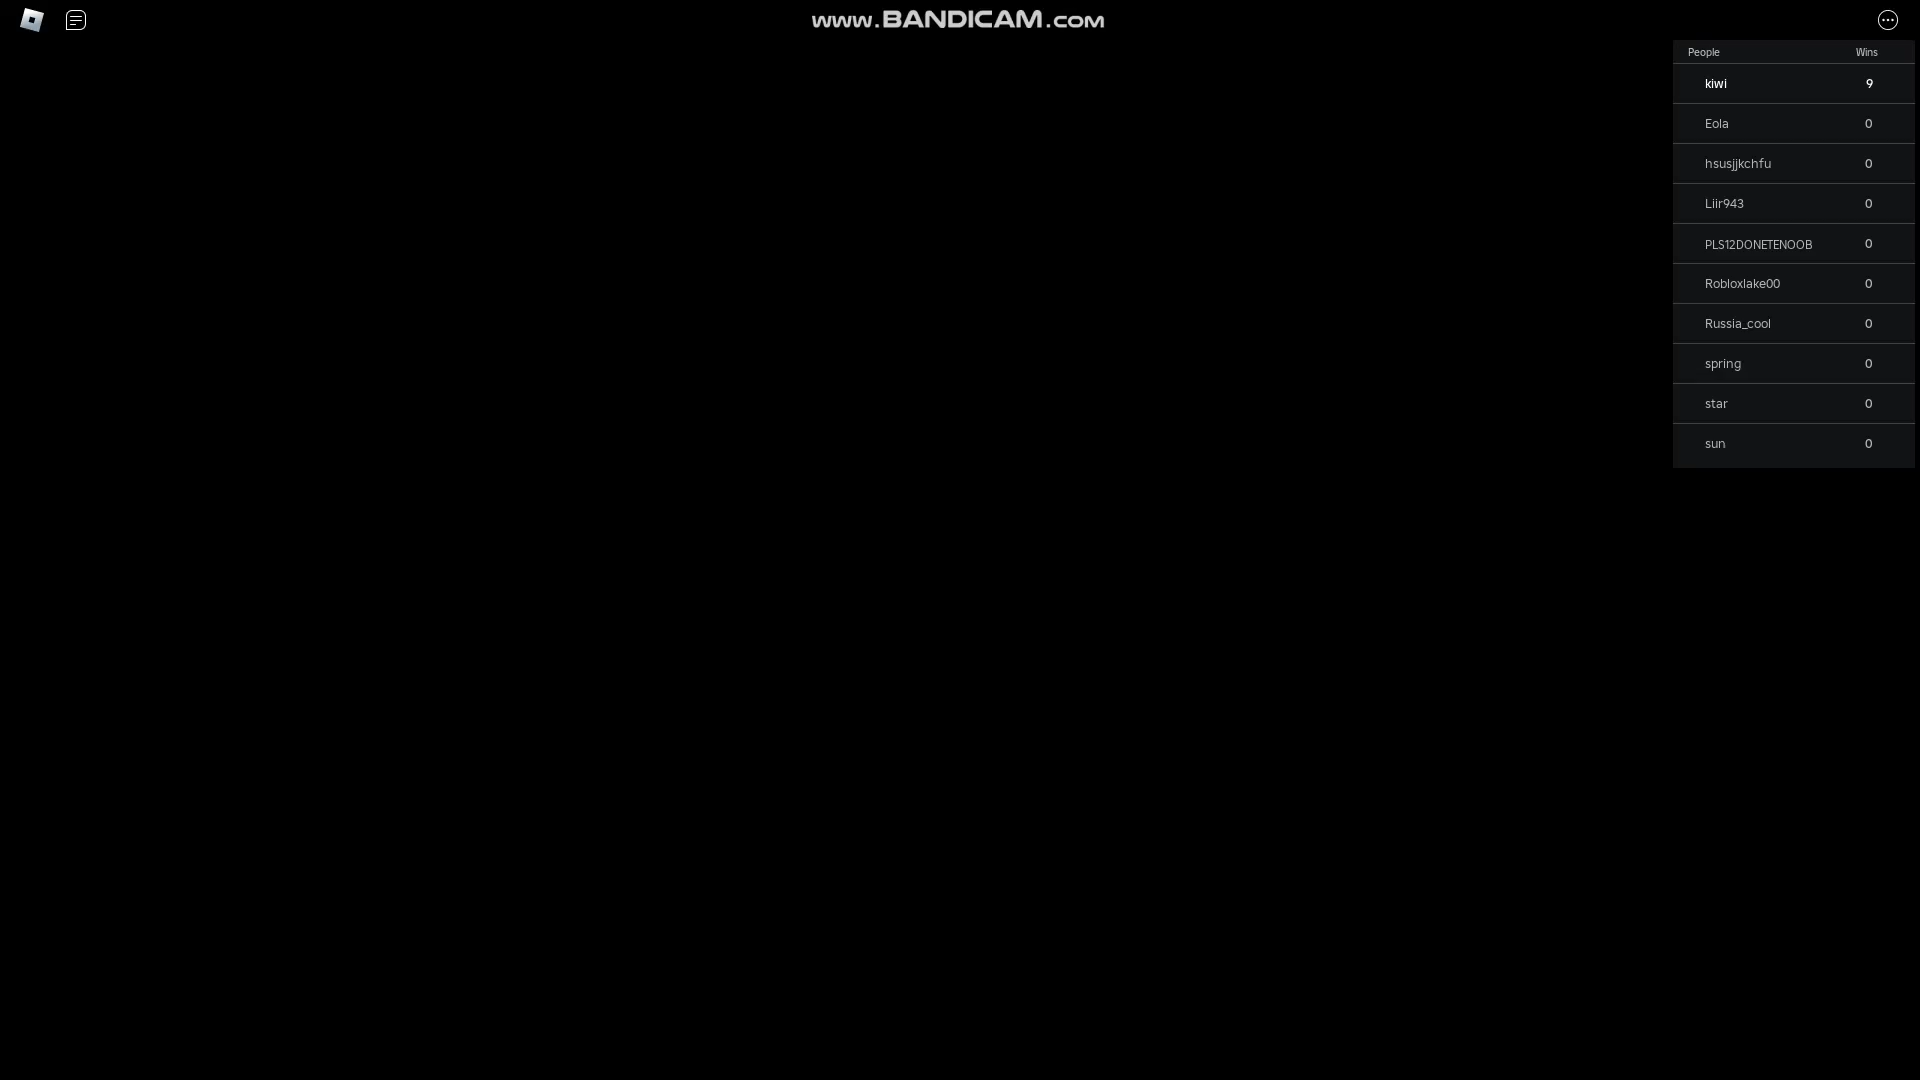 www.BANDICAM.com
People Wins
kiwi 9
Eola 0
hsusjjkchfu 0
Liir943 0
PLS12DONETENOOB 0
Robloxlake00 0
Russia_cool 0
spring 0
star 0
sun 0